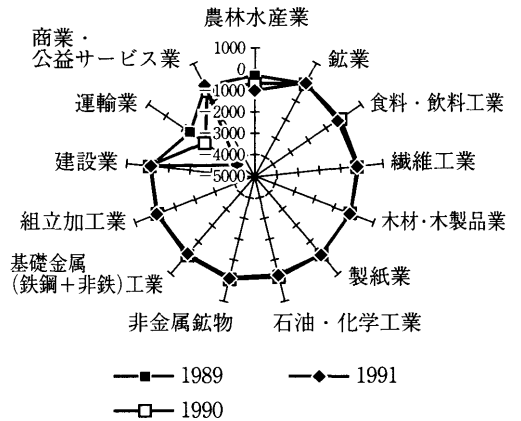 農林水産業
商業・
公益サービス業
鉱業
運輸業
食料・飲料工業
建設業
繊維工業
組立加工業
木材・木製品業
基礎金属
(鉄鋼＋非鉄)工業
製紙業
非金属鉱物
石油・化学工業
1000
0
-1000
-2000
-3000
-4000
-5000
1989
1991
1990